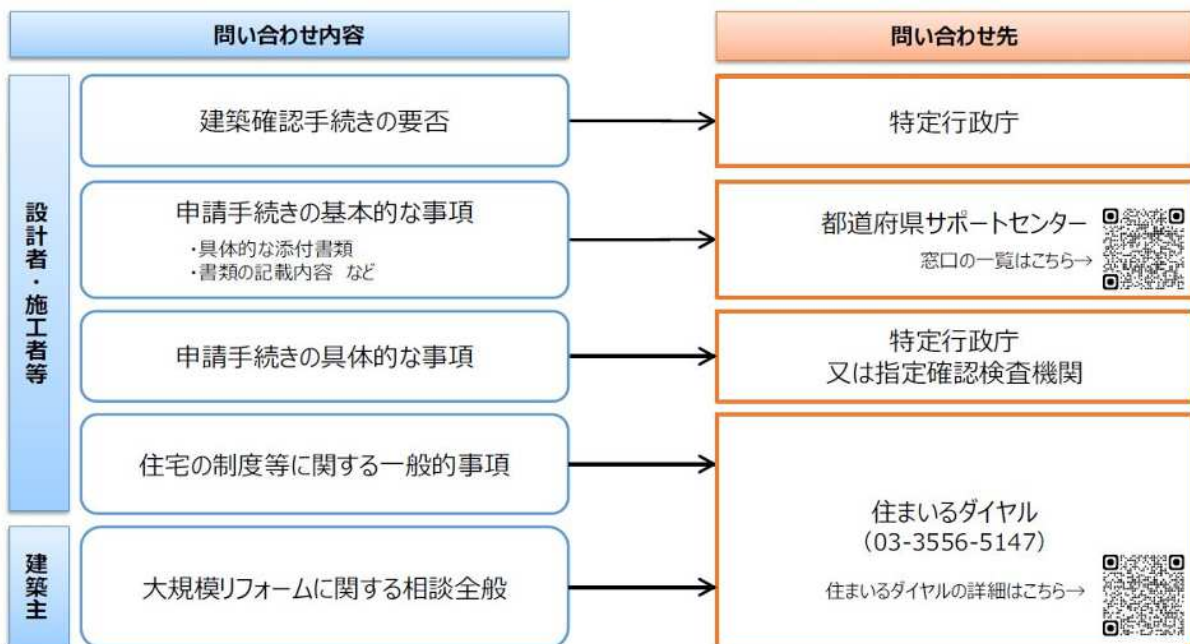 問い合わせ内容
問い合わせ先
設計者・施工者等
建築確認手続きの要否
特定行政庁
申請手続きの基本的な事項
・具体的な添付書類
・書類の記載内容 など
都道府県サポートセンター
窓口の一覧はこちら→
申請手続きの具体的な事項
特定行政庁
又は指定確認検査機関
住宅の制度等に関する一般的事項
建築主
大規模リフォームに関する相談全般
住まいるダイヤル
（03-3556-5147）
住まいるダイヤルの詳細はこちら→